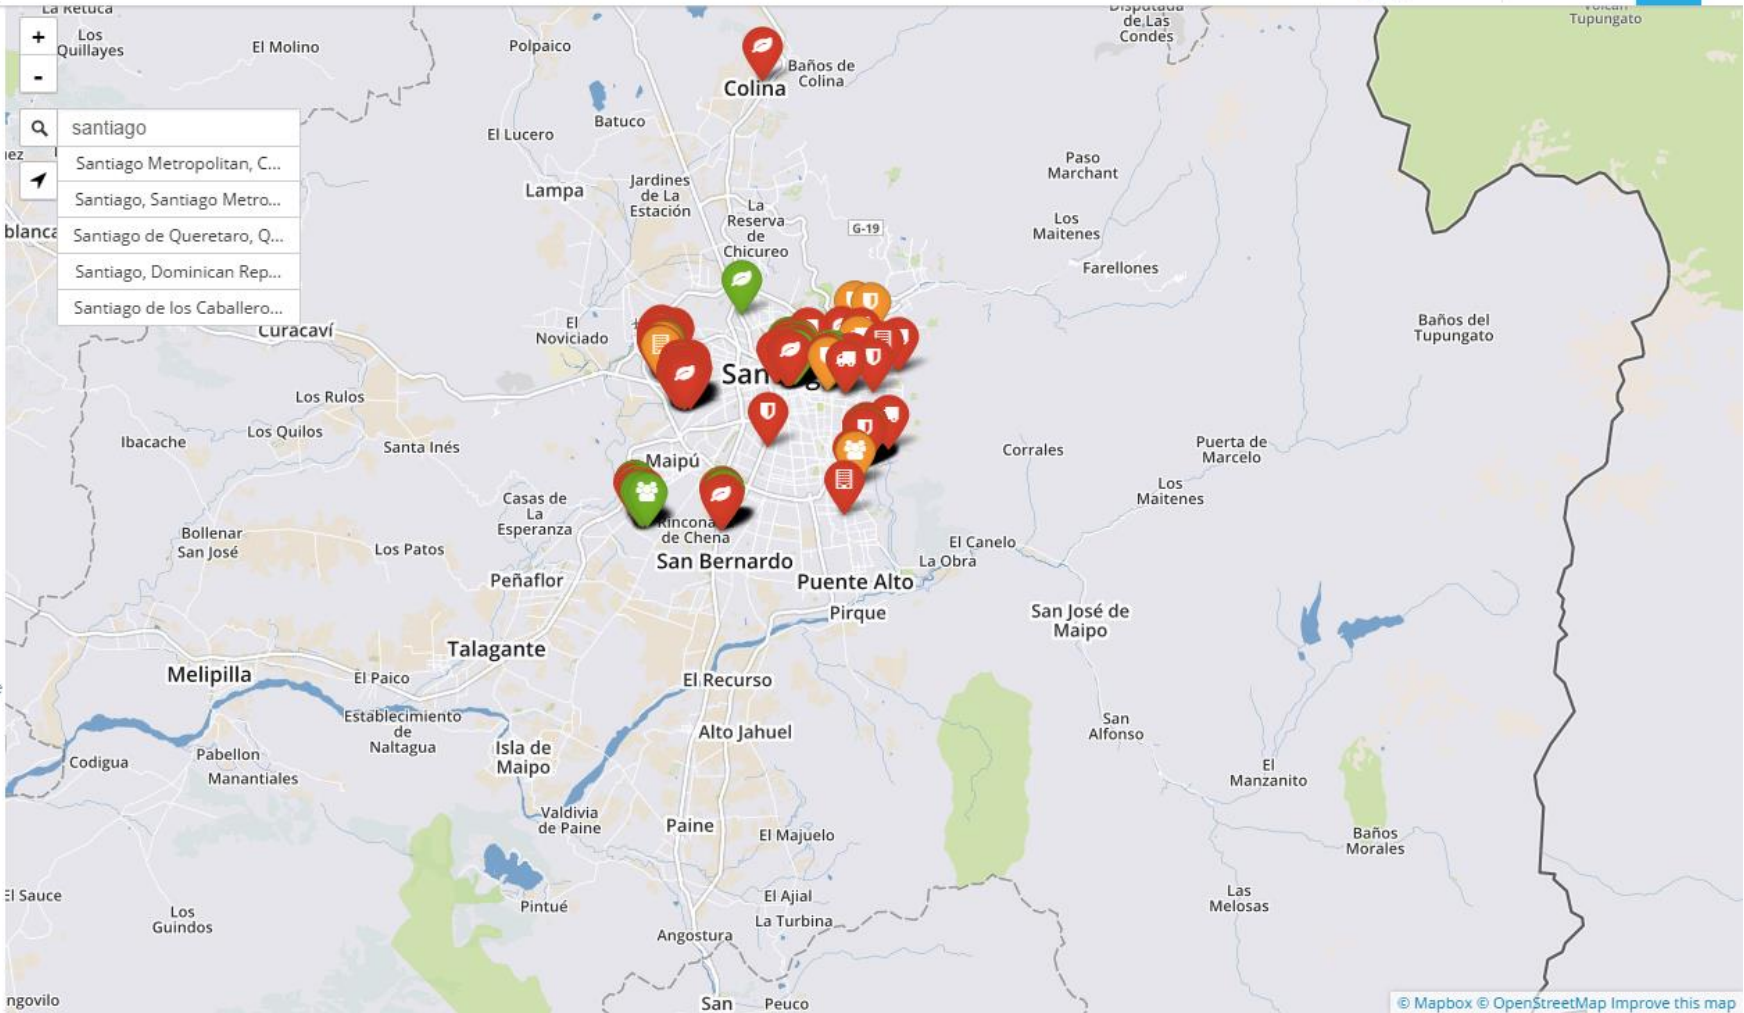 La Retuca
Los
Quillayes
El Molino
Polpaico
Disputada
de Las
Condes
Volcán
Tupungato
+
-
Baños de
Colina
Colina
santiago
Batuco
El Lucero
Santiago Metropolitan, C...
Santiago, Santiago Metro...
Santiago de Queretaro, Q...
Santiago, Dominican Rep...
Santiago de los Caballero...
blanca
Lampa
Jardines
de La
Estación
La
Reserva
de
Chicureo
G-19
Paso
Marchant
Los
Maitenes
Farellones
Curacaví
El
Noviciado
Baños del
Tupungato
Los Rulos
Ibacache
Los Quilos
Santa Inés
Maipú
Corrales
Puerta de
Marcelo
Los
Maitenes
Casas de
La
Esperanza
Rincona
de Chena
Bollenar
San José
Los Patos
El Canelo
La Obra
San Bernardo
Peñaflor
Puente Alto
Pirque
San José de
Maipo
Talagante
Melipilla
El Paico
El Recurso
Establecimiento
de
Naltagua
San
Alfonso
Alto Jahuel
Isla de
Maipo
Codigua
Pabellon
Manantiales
El
Manzanito
Valdivia
de Paine
Paine
El Majuelo
Baños
Morales
El Sauce
Los
Guindos
Pintué
El Ajial
La Turbina
Las
Melosas
Angostura
ngovilo
San
Peuco
© Mapbox © OpenStreetMap Improve this map